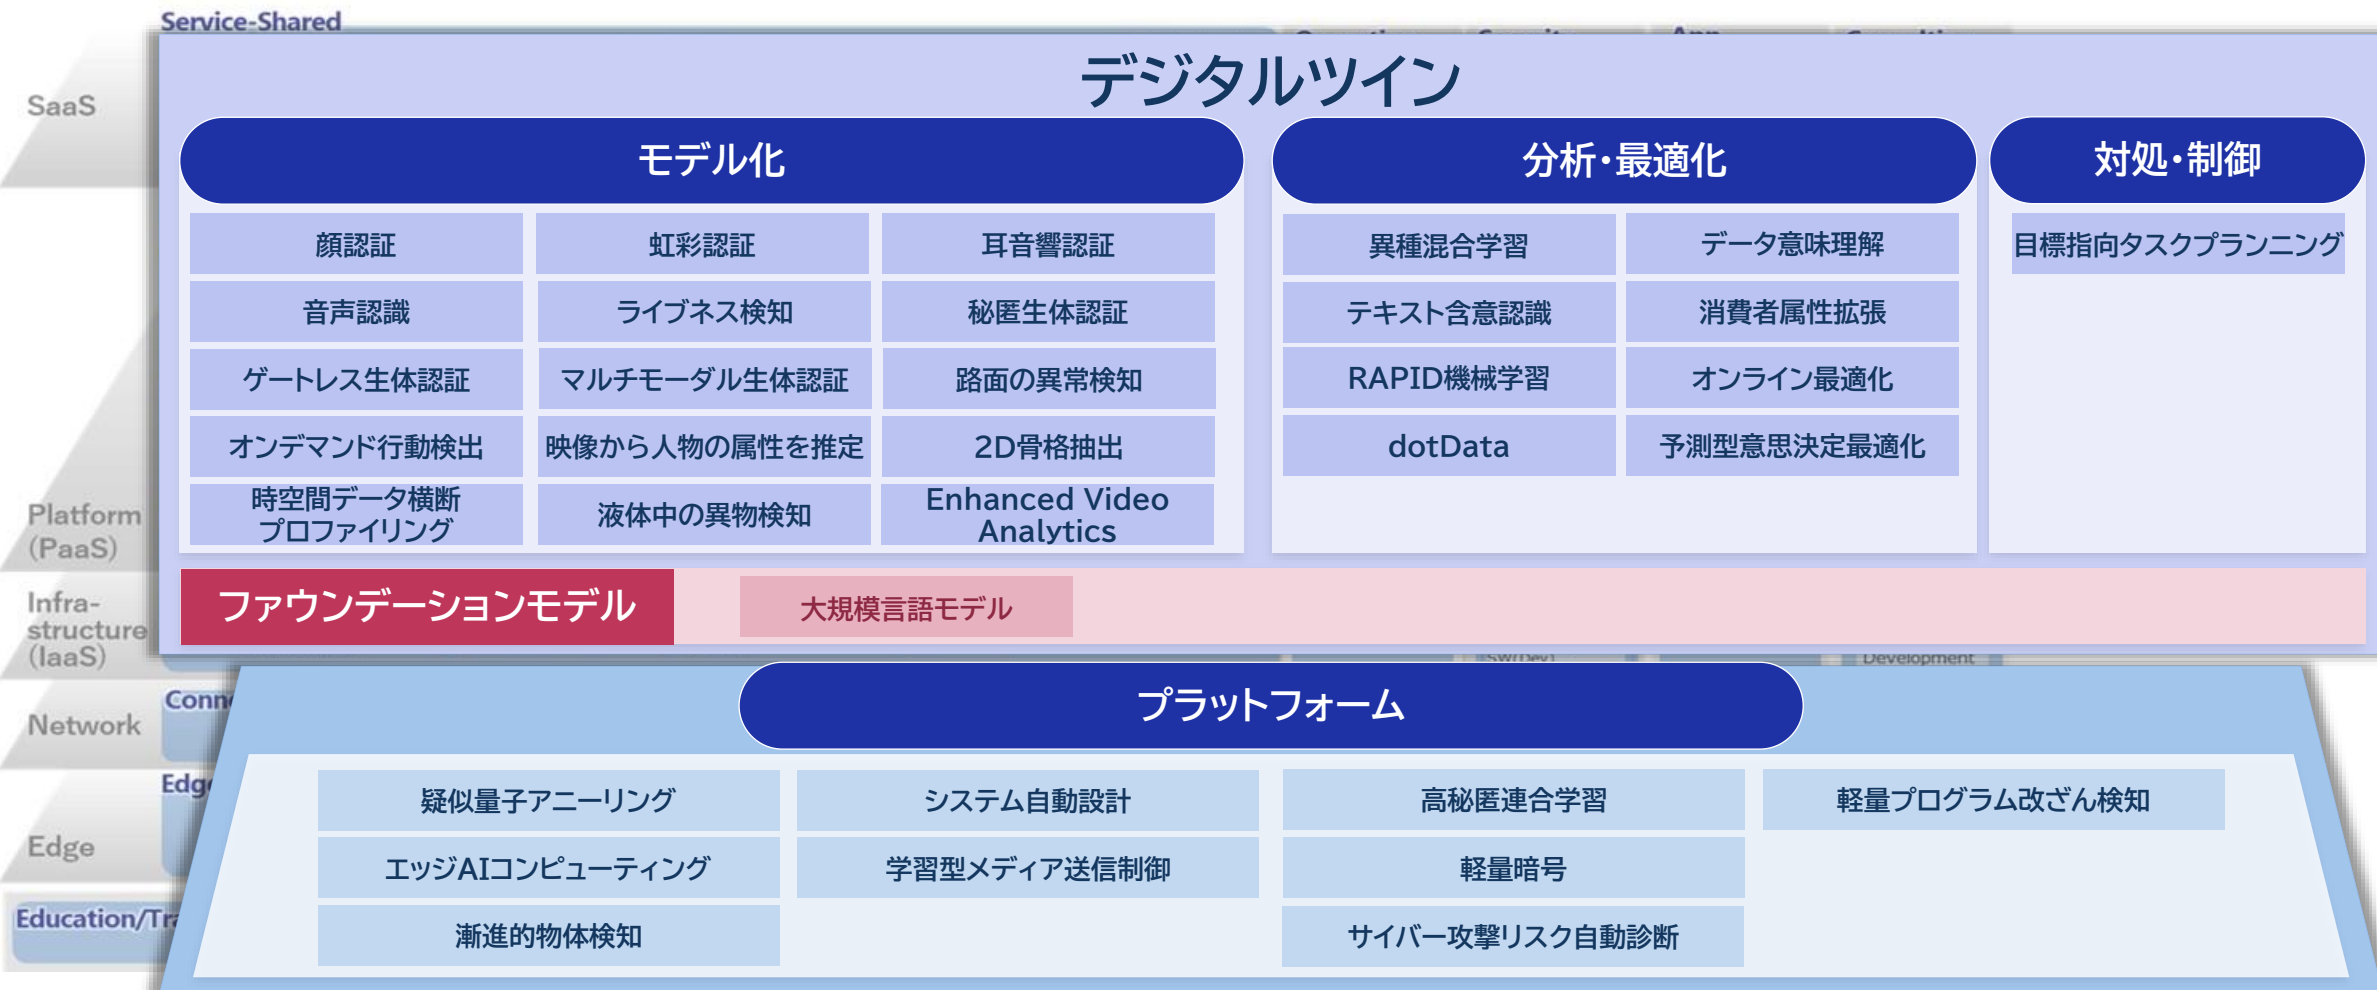 Service-Shared
デジタルツイン
SaaS
モデル化
分析・最適化
対処・制御
顔認証
虹彩認証
耳音響認証
異種混合学習
データ意味理解
目標指向タスクプランニング
音声認識
ライブネス検知
秘匿生体認証
テキスト含意認識
消費者属性拡張
ゲートレス生体認証
マルチモーダル生体認証
路面の異常検知
RAPID機械学習
オンライン最適化
オンデマンド行動検出
映像から人物の属性を推定
2D骨格抽出
dotData
予測型意思決定最適化
時空間データ横断
プロファイリング
液体中の異物検知
Enhanced Video
Analytics
Platform
(PaaS)
Infra-
structure
(IaaS)
ファウンデーションモデル
大規模言語モデル
SW(Dev)
Development
プラットフォーム
Network
疑似量子アニーリング
システム自動設計
高秘匿連合学習
軽量プログラム改ざん検知
Edge
エッジAIコンピューティング
学習型メディア送信制御
軽量暗号
Education/Tra
漸進的物体検知
サイバー攻撃リスク自動診断